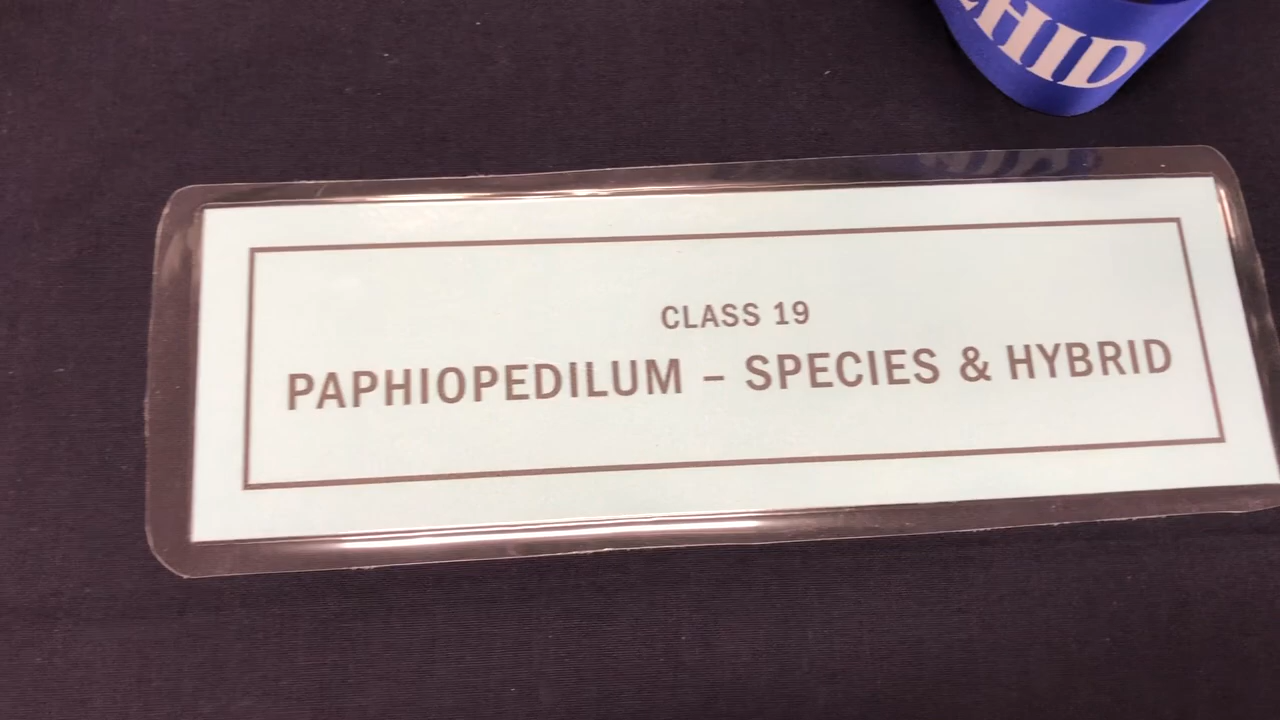 CLASS 19
PAPHIOPEDILUM – SPECIES & HYBRID